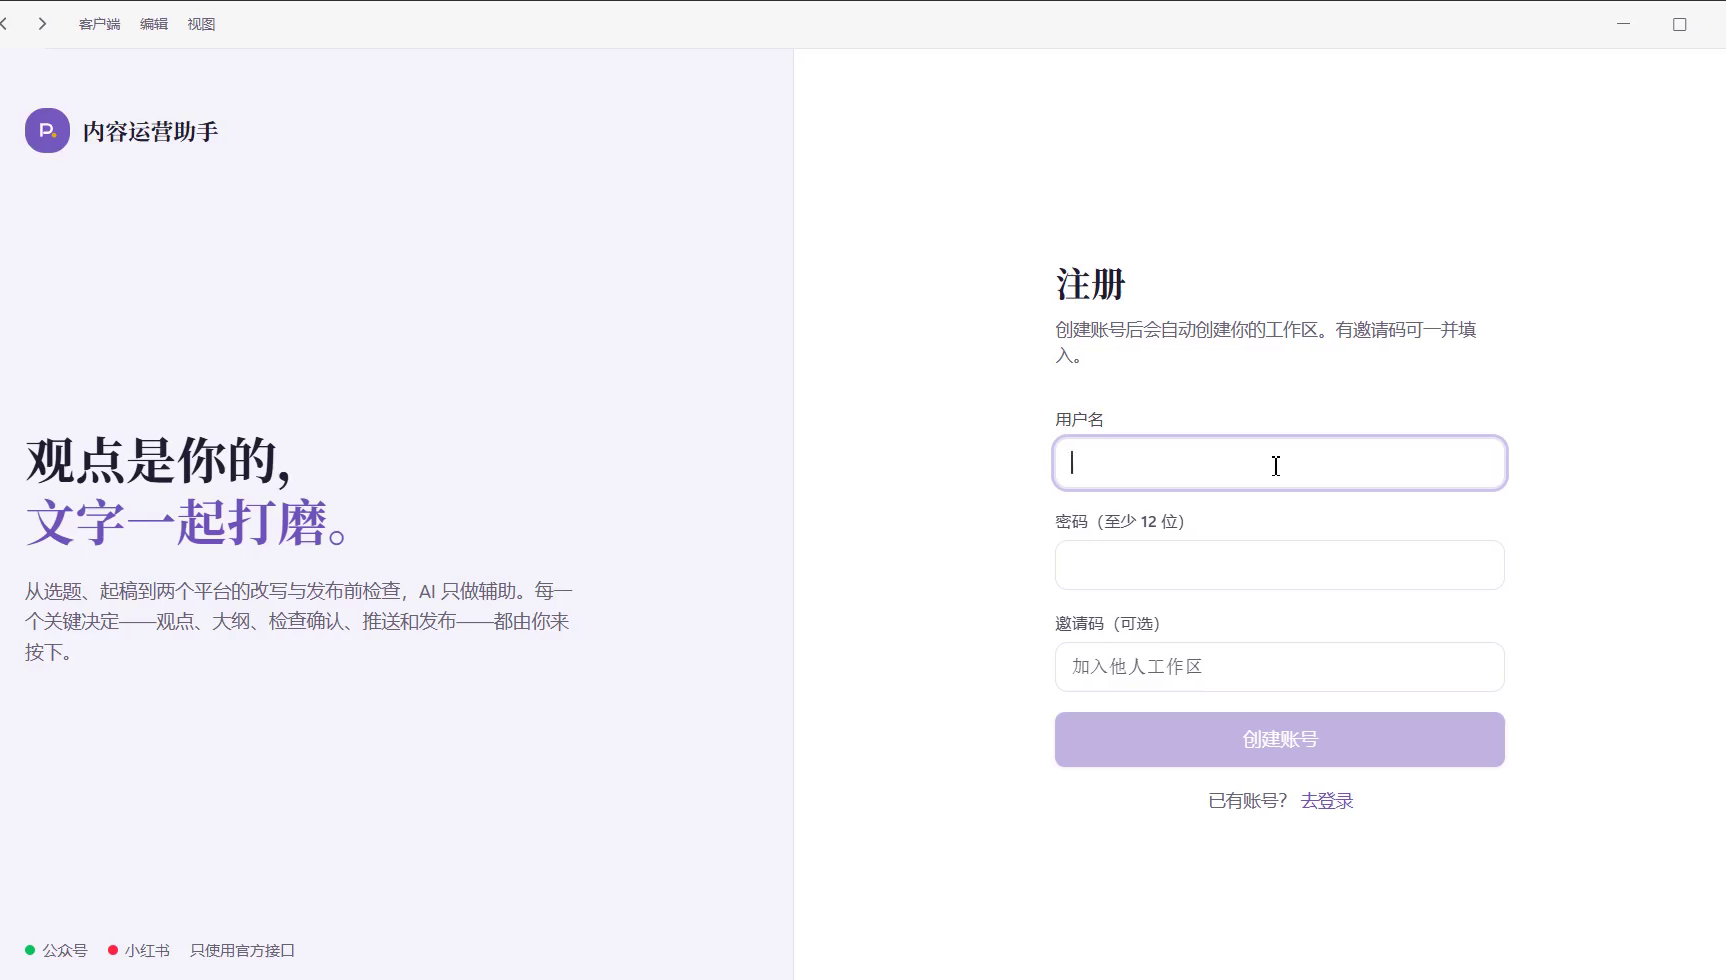 客户端 编辑 视图
P.
内容运营助手
观点是你的,
文字一起打磨。
从选题、起稿到两个平台的改写与发布前检查，AI 只做辅助。每一
个关键决定——观点、大纲、检查确认、推送和发布——都由你来
按下。
公众号 小红书 只使用官方接口
注册
创建账号后会自动创建你的工作区。有邀请码可一并填
入。
用户名
密码（至少 12 位）
邀请码（可选）
加入他人工作区
创建账号
已有账号？ 去登录